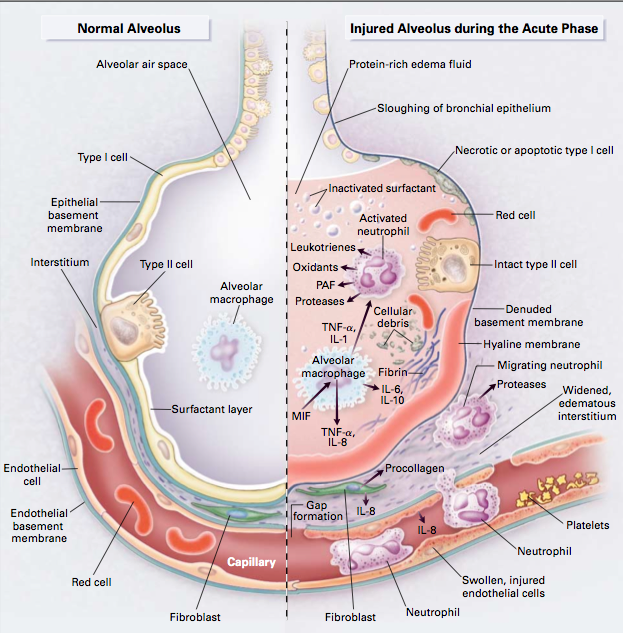 Normal Alveolus
Injured Alveolus during the Acute Phase
Alveolar air space
Type I cell
Epithelial
basement
membrane
Interstitium
Type II cell
Alveolar
macrophage
Surfactant layer
Endothelial
cell
Endothelial
basement
membrane
Red cell
Capillary
Fibroblast
Protein-rich edema fluid
Sloughing of bronchial epithelium
Necrotic or apoptotic type I cell
Inactivated surfactant
Activated
neutrophil
Red cell
Leukotrienes
Oxidants
PAF
Proteases
Intact type II cell
Cellular
debris
TNF-α,
IL-1
Denuded
basement membrane
Hyaline membrane
Alveolar
macrophage
Fibrin
Migrating neutrophil
Proteases
IL-6,
IL-10
Widened,
edematous
interstitium
MIF
TNF-α,
IL-8
Procollagen
Gap
formation
IL-8
IL-8
Platelets
Neutrophil
Swollen, injured
endothelial cells
Fibroblast
Neutrophil